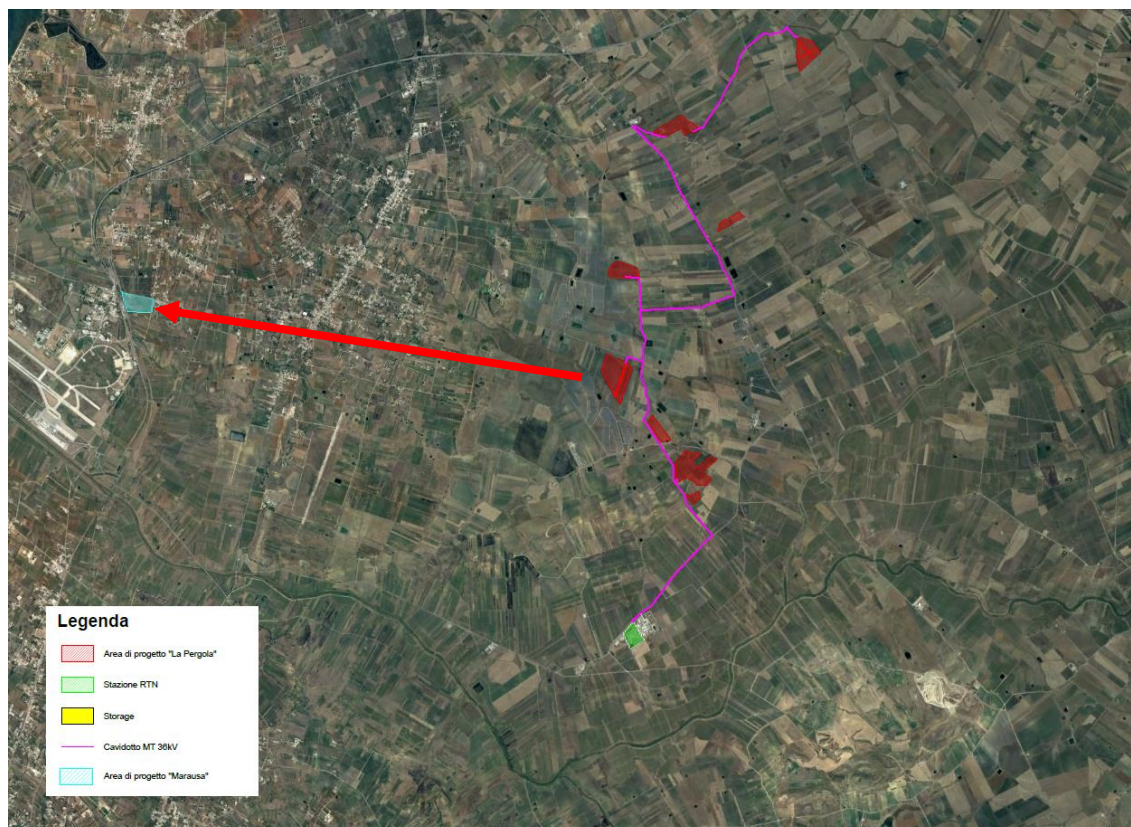 Legenda
Area di progetto "La Pergola"
Stazione RTN
Storage
Cavidotto MT 36kV
Area di progetto "Marausa"